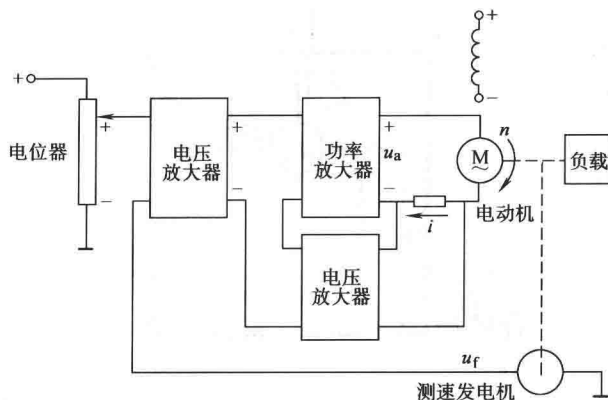 +
−
+
电位器
+
−
电压
放大器
+
−
功率
放大器
u_a
+
−
M
~
n
负载
电动机
i
电压
放大器
u_f
测速发电机